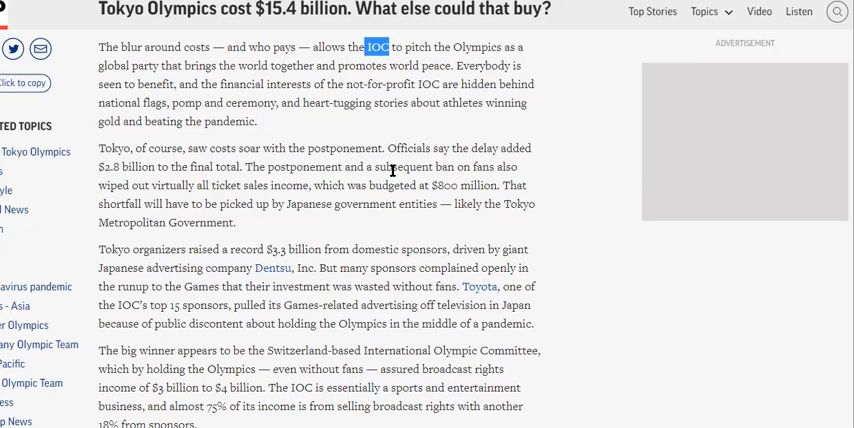 Tokyo Olympics cost $15.4 billion. What else could that buy?
Top Stories
Topics
Video
Listen
Click to copy
TED TOPICS
Tokyo Olympics
s
yle
l News
n
avirus pandemic
s - Asia
er Olympics
any Olympic Team
Pacific
Olympic Team
ess
p News
The blur around costs — and who pays — allows the IOC to pitch the Olympics as a
global party that brings the world together and promotes world peace. Everybody is
seen to benefit, and the financial interests of the not-for-profit IOC are hidden behind
national flags, pomp and ceremony, and heart-tugging stories about athletes winning
gold and beating the pandemic.
Tokyo, of course, saw costs soar with the postponement. Officials say the delay added
$2.8 billion to the final total. The postponement and a subsequent ban on fans also
wiped out virtually all ticket sales income, which was budgeted at $800 million. That
shortfall will have to be picked up by Japanese government entities — likely the Tokyo
Metropolitan Government.
Tokyo organizers raised a record $3.3 billion from domestic sponsors, driven by giant
Japanese advertising company Dentsu, Inc. But many sponsors complained openly in
the runup to the Games that their investment was wasted without fans. Toyota, one of
the IOC's top 15 sponsors, pulled its Games-related advertising off television in Japan
because of public discontent about holding the Olympics in the middle of a pandemic.
The big winner appears to be the Switzerland-based International Olympic Committee,
which by holding the Olympics — even without fans — assured broadcast rights
income of $3 billion to $4 billion. The IOC is essentially a sports and entertainment
business, and almost 75% of its income is from selling broadcast rights with another
18% from sponsors.
ADVERTISEMENT